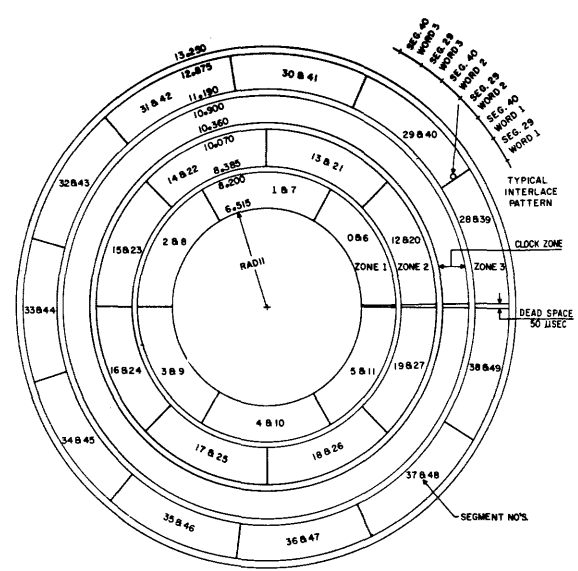 SEG. 40
WORD 3
SEG. 29
WORD 3
SEG. 40
WORD 2
SEG. 29
WORD 2
SEG. 40
WORD 1
SEG. 29
WORD 1
TYPICAL
INTERLACE
PATTERN
13.250
12.875
11.190
10.900
10.360
10.070
8.385
8.200
6.515
RADII
30 & 41
31 & 42
29 & 40
32 & 43
28 & 39
33 & 44
34 & 45
35 & 46
36 & 47
37 & 48
38 & 49
13 & 21
14 & 22
12 & 20
15 & 23
16 & 24
17 & 25
18 & 26
19 & 27
1 & 7
2 & 8
0 & 6
3 & 9
4 & 10
5 & 11
ZONE 1
ZONE 2
ZONE 3
CLOCK ZONE
DEAD SPACE
50 µSEC
SEGMENT NO'S.